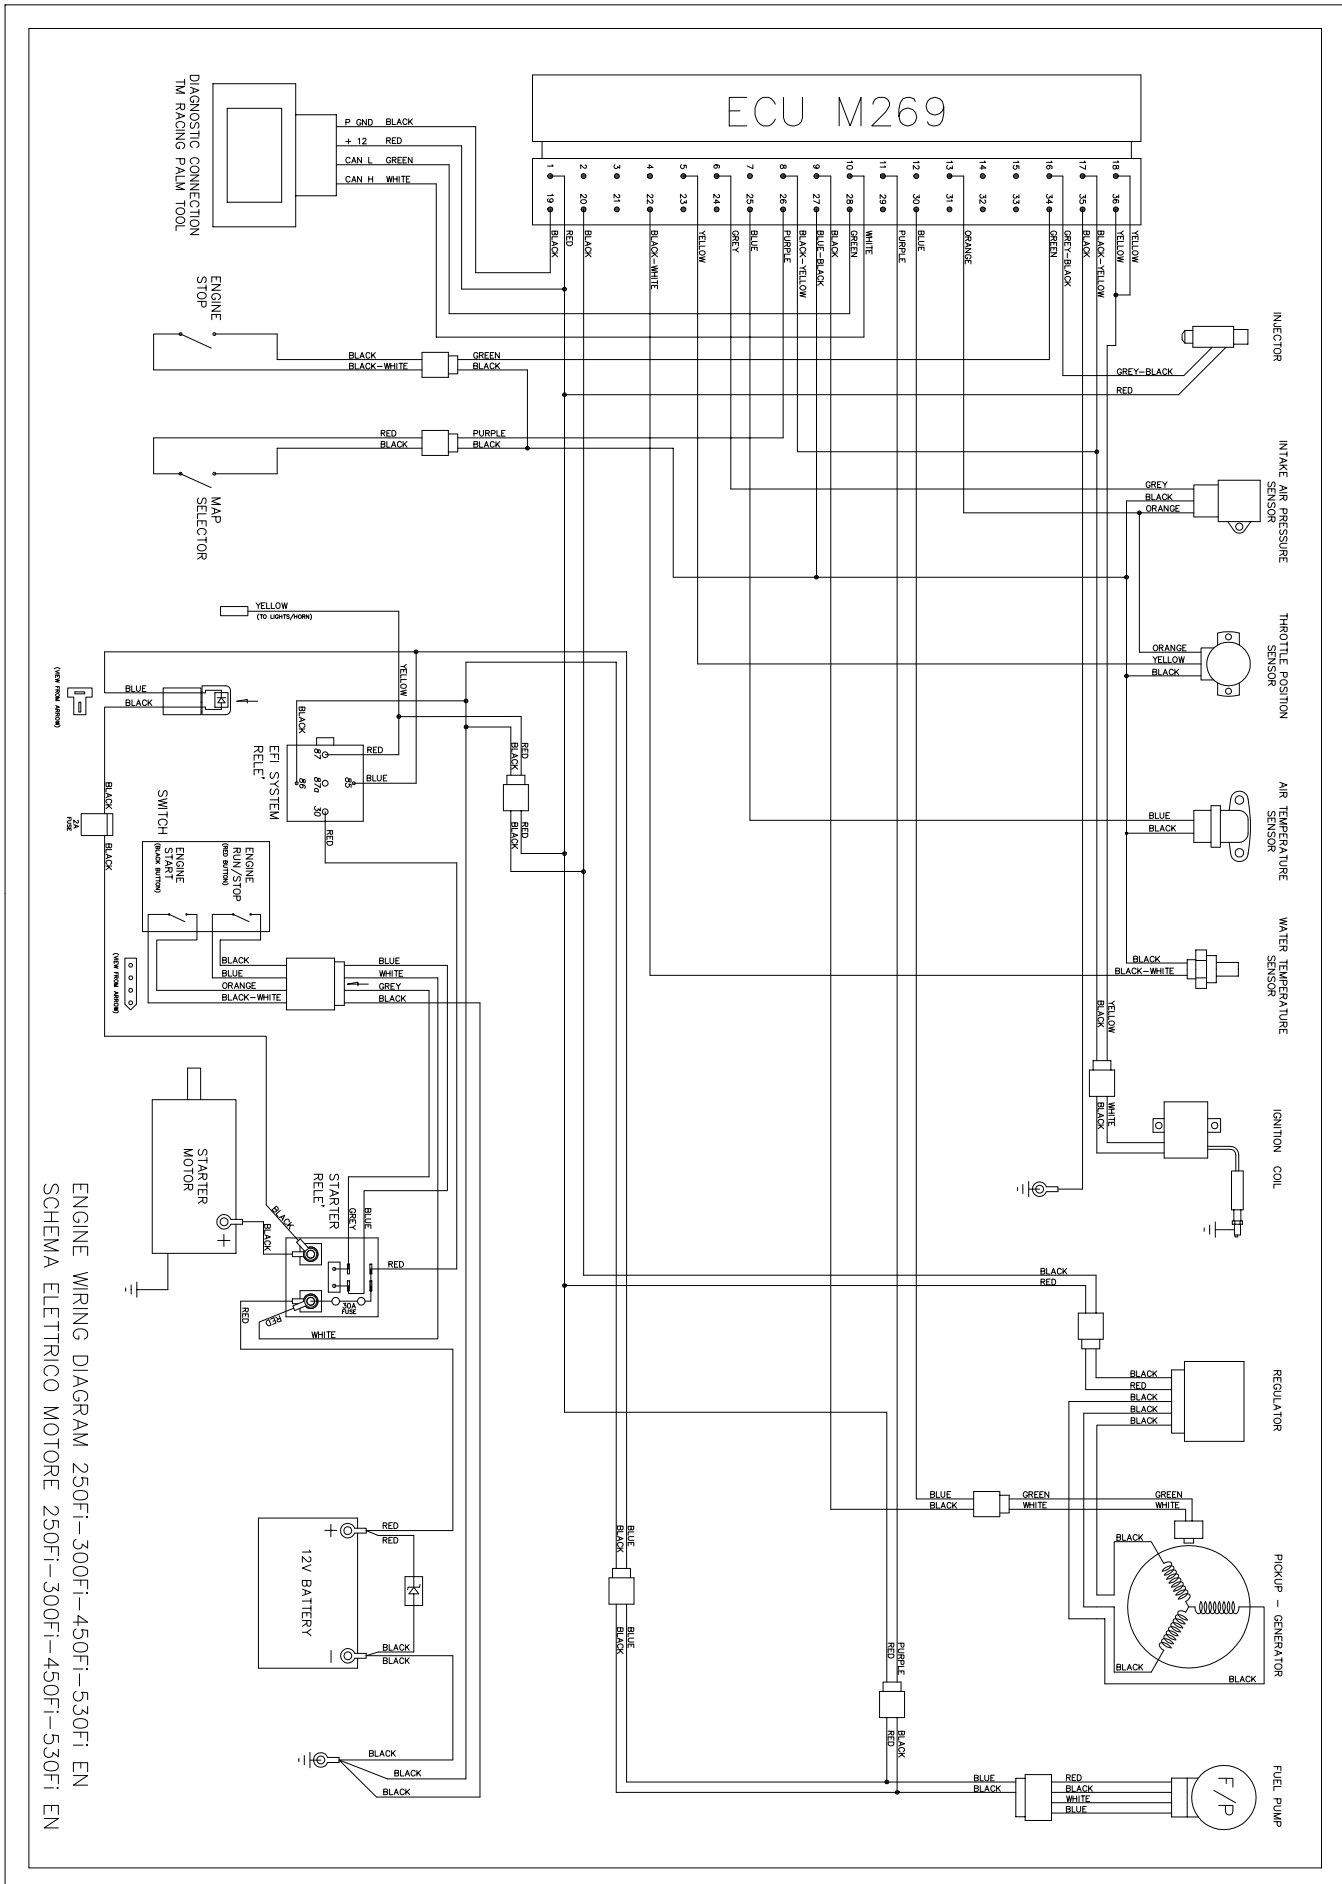 ECU M269
1 2 3 4 5 6 7 8 9 10 11 12 13 14 15 16 17 18
19 20 21 22 23 24 25 26 27 28 29 30 31 32 33 34 35 36
BLACK
RED
BLACK
BLACK-WHITE
YELLOW
GREY
BLUE
PURPLE
BLACK-YELLOW
BLUE-BLACK
BLACK
GREEN
WHITE
PURPLE
BLUE
ORANGE
GREEN
GREY-BLACK
BLACK
BLACK-YELLOW
YELLOW
YELLOW
DIAGNOSTIC CONNECTION
TM RACING PALM TOOL
P GND BLACK
+ 12 RED
CAN L GREEN
CAN H WHITE
ENGINE
STOP
BLACK
BLACK-WHITE
GREEN
BLACK
RED
BLACK
PURPLE
BLACK
MAP
SELECTOR
INJECTOR
GREY-BLACK
RED
INTAKE AIR PRESSURE
SENSOR
GREY
BLACK
ORANGE
THROTTLE POSITION
SENSOR
ORANGE
YELLOW
BLACK
AIR TEMPERATURE
SENSOR
BLUE
BLACK
WATER TEMPERATURE
SENSOR
BLACK
BLACK-WHITE
YELLOW
BLACK
WHITE
BLACK
IGNITION COIL
YELLOW
(TO LIGHTS/HORN)
YELLOW
BLACK
RED
BLACK
RED
BLACK
EFI SYSTEM
RELE'
87
87a
86
85
30
RED
BLUE
RED
(VIEW FROM ARROW)
BLUE
BLACK
BLACK
2A
FUSE
BLACK
SWITCH
ENGINE
RUN/STOP
(RED BUTTON)
ENGINE
START
(BLACK BUTTON)
(VIEW FROM ARROW)
BLACK
BLUE
ORANGE
BLACK-WHITE
BLUE
WHITE
GREY
BLACK
STARTER
MOTOR
+
BLACK
BLACK
STARTER
RELE'
GREY
BLUE
RED
30A
FUSE
RED
RED
WHITE
12V BATTERY
+
-
RED
RED
BLACK
BLACK
BLACK
BLACK
BLACK
BLACK
RED
REGULATOR
BLACK
RED
BLACK
BLACK
BLACK
BLUE
BLACK
GREEN
WHITE
GREEN
WHITE
PICKUP - GENERATOR
BLACK
BLACK
BLACK
BLUE
BLACK
BLUE
BLACK
PURPLE
RED
BLACK
RED
FUEL PUMP
F/P
BLUE
BLACK
RED
BLACK
WHITE
BLUE
ENGINE WIRING DIAGRAM 250Fi-300Fi-450Fi-530Fi EN
SCHEMA ELETTRICO MOTORE 250Fi-300Fi-450Fi-530Fi EN